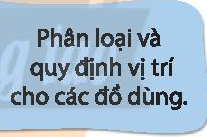 Phân loại và
quy định vị trí
cho các đồ dùng.